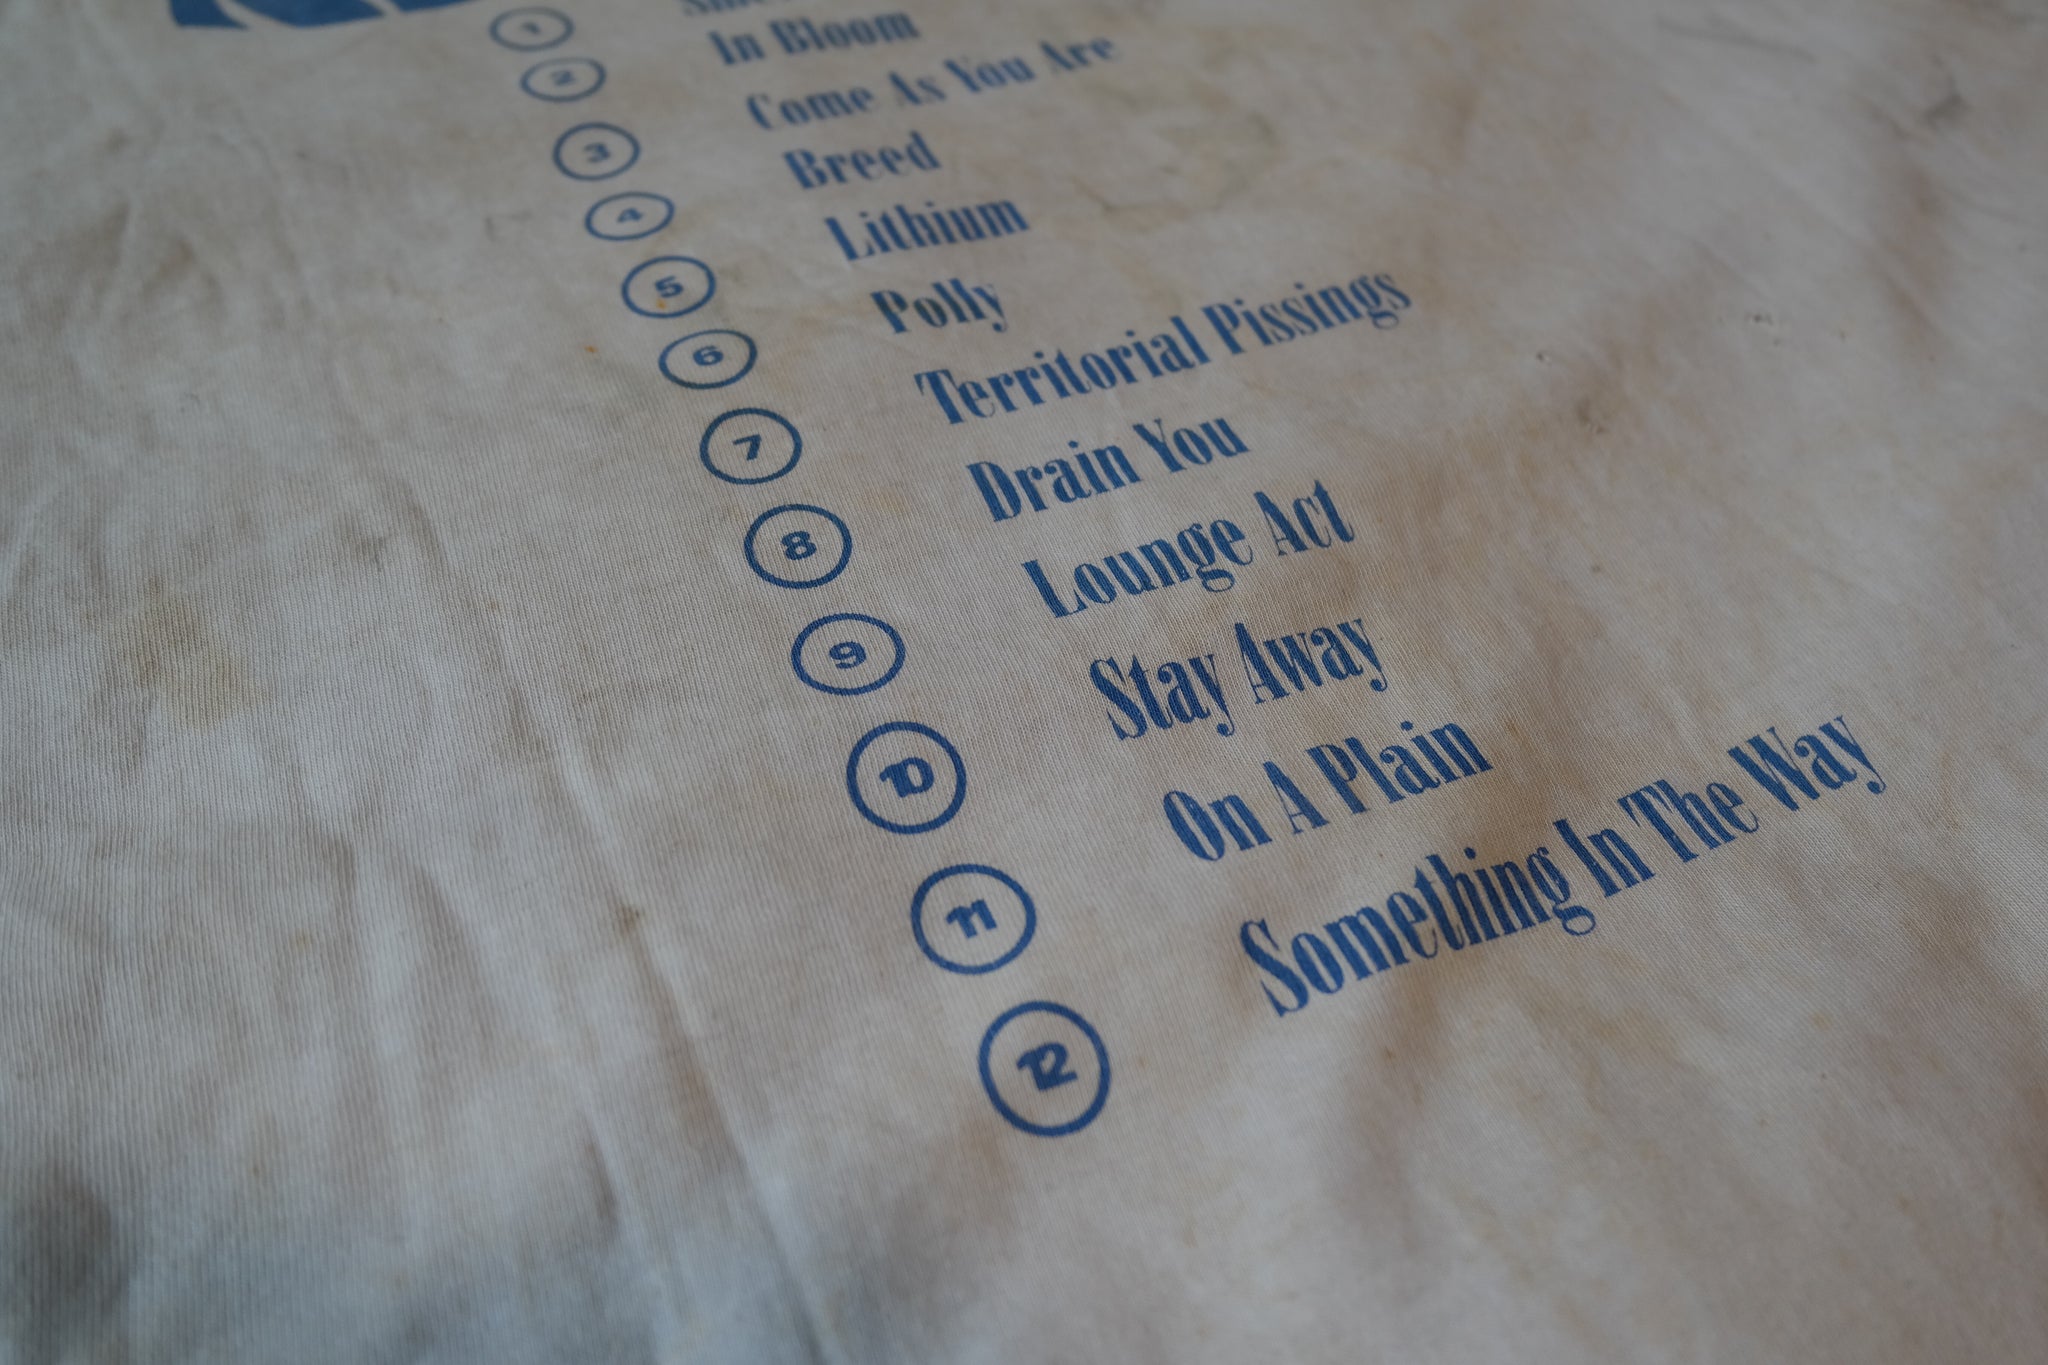 1
2 In Bloom
3 Come As You Are
4 Breed
5 Lithium
6 Polly
7 Territorial Pissings
8 Drain You
9 Lounge Act
10 Stay Away
11 On A Plain
12 Something In The Way